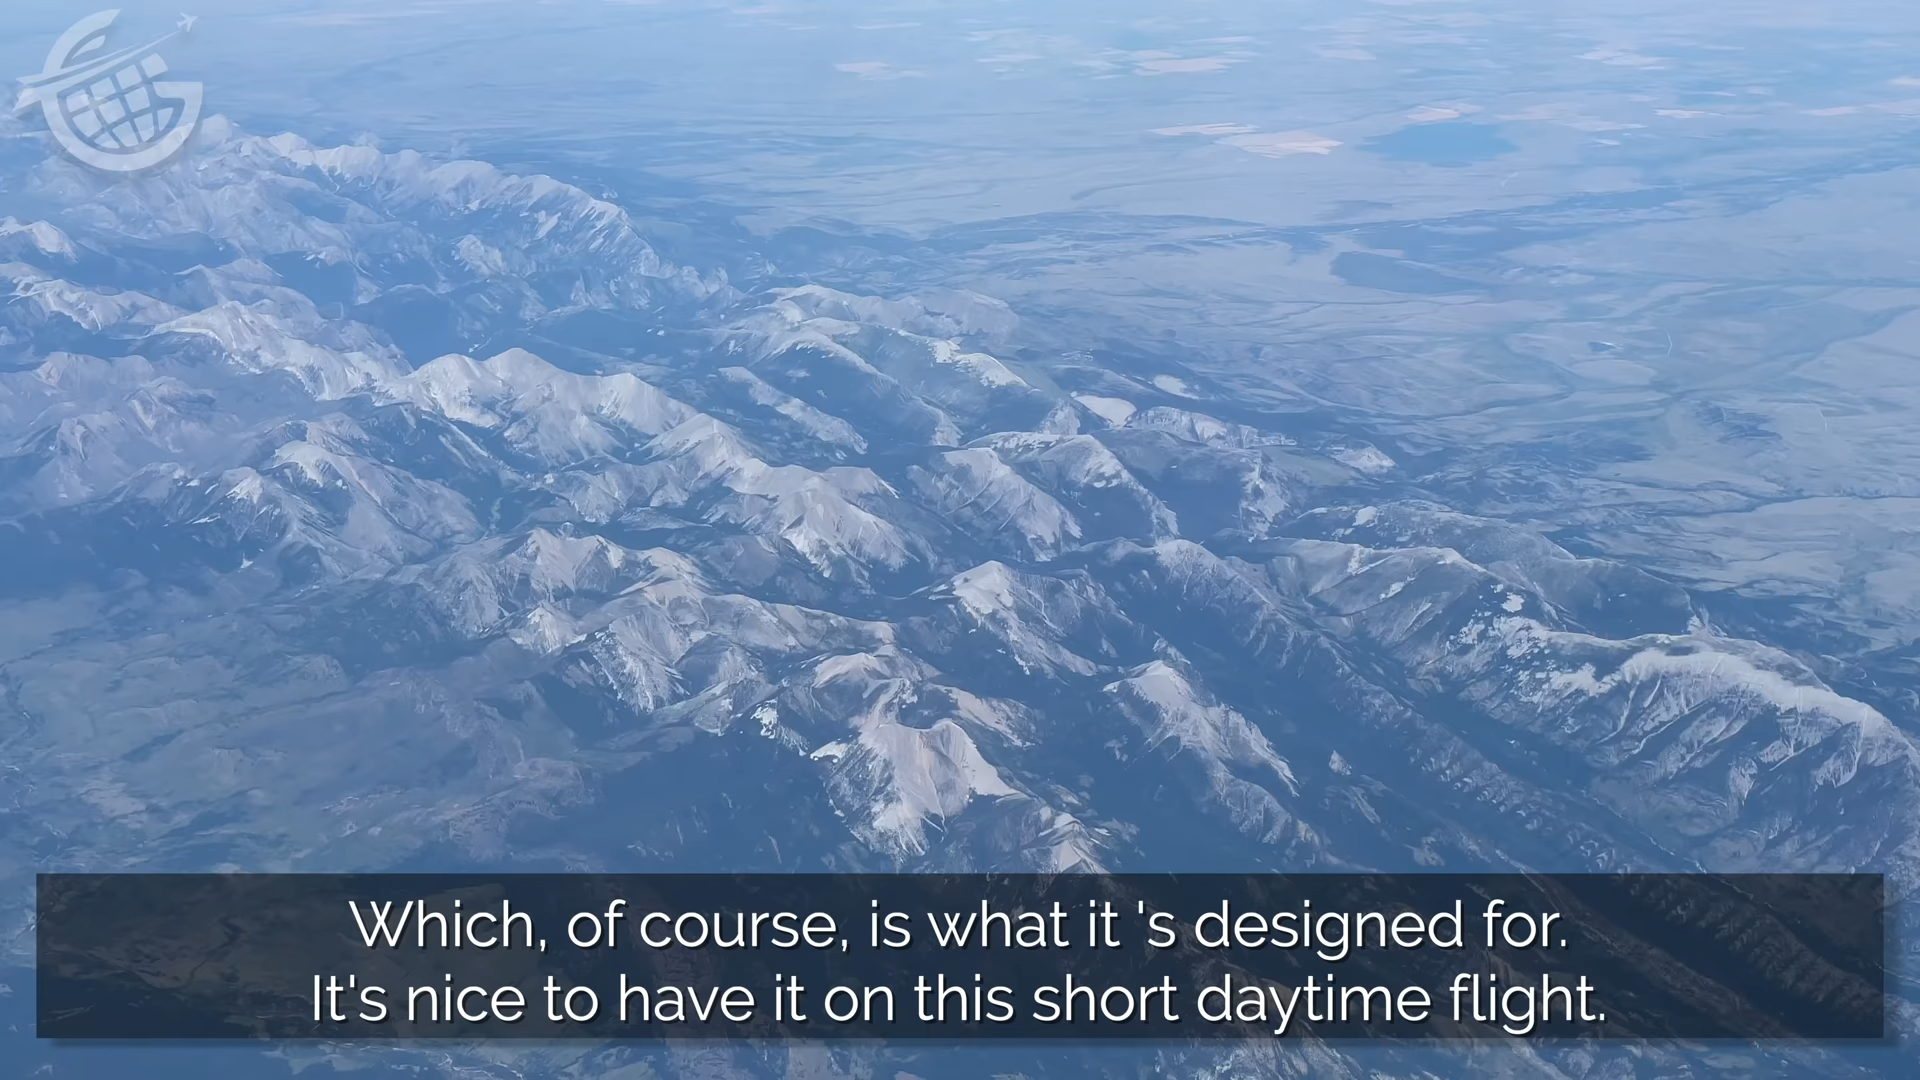 Which, of course, is what it 's designed for.
It's nice to have it on this short daytime flight.